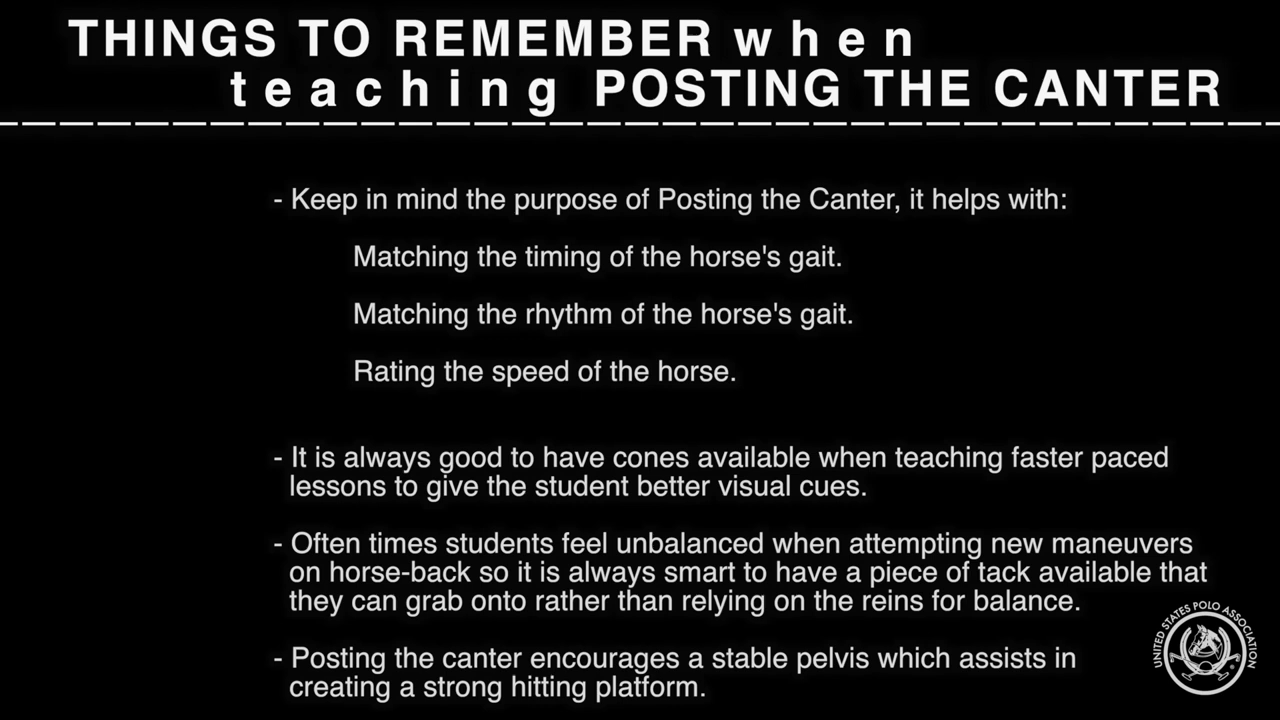 THINGS TO REMEMBER when
teaching POSTING THE CANTER
- Keep in mind the purpose of Posting the Canter, it helps with:
Matching the timing of the horse's gait.
Matching the rhythm of the horse's gait.
Rating the speed of the horse.
- It is always good to have cones available when teaching faster paced
lessons to give the student better visual cues.
- Often times students feel unbalanced when attempting new maneuvers
on horse-back so it is always smart to have a piece of tack available that
they can grab onto rather than relying on the reins for balance.
- Posting the canter encourages a stable pelvis which assists in
creating a strong hitting platform.
UNITED STATES POLO ASSOCIATION